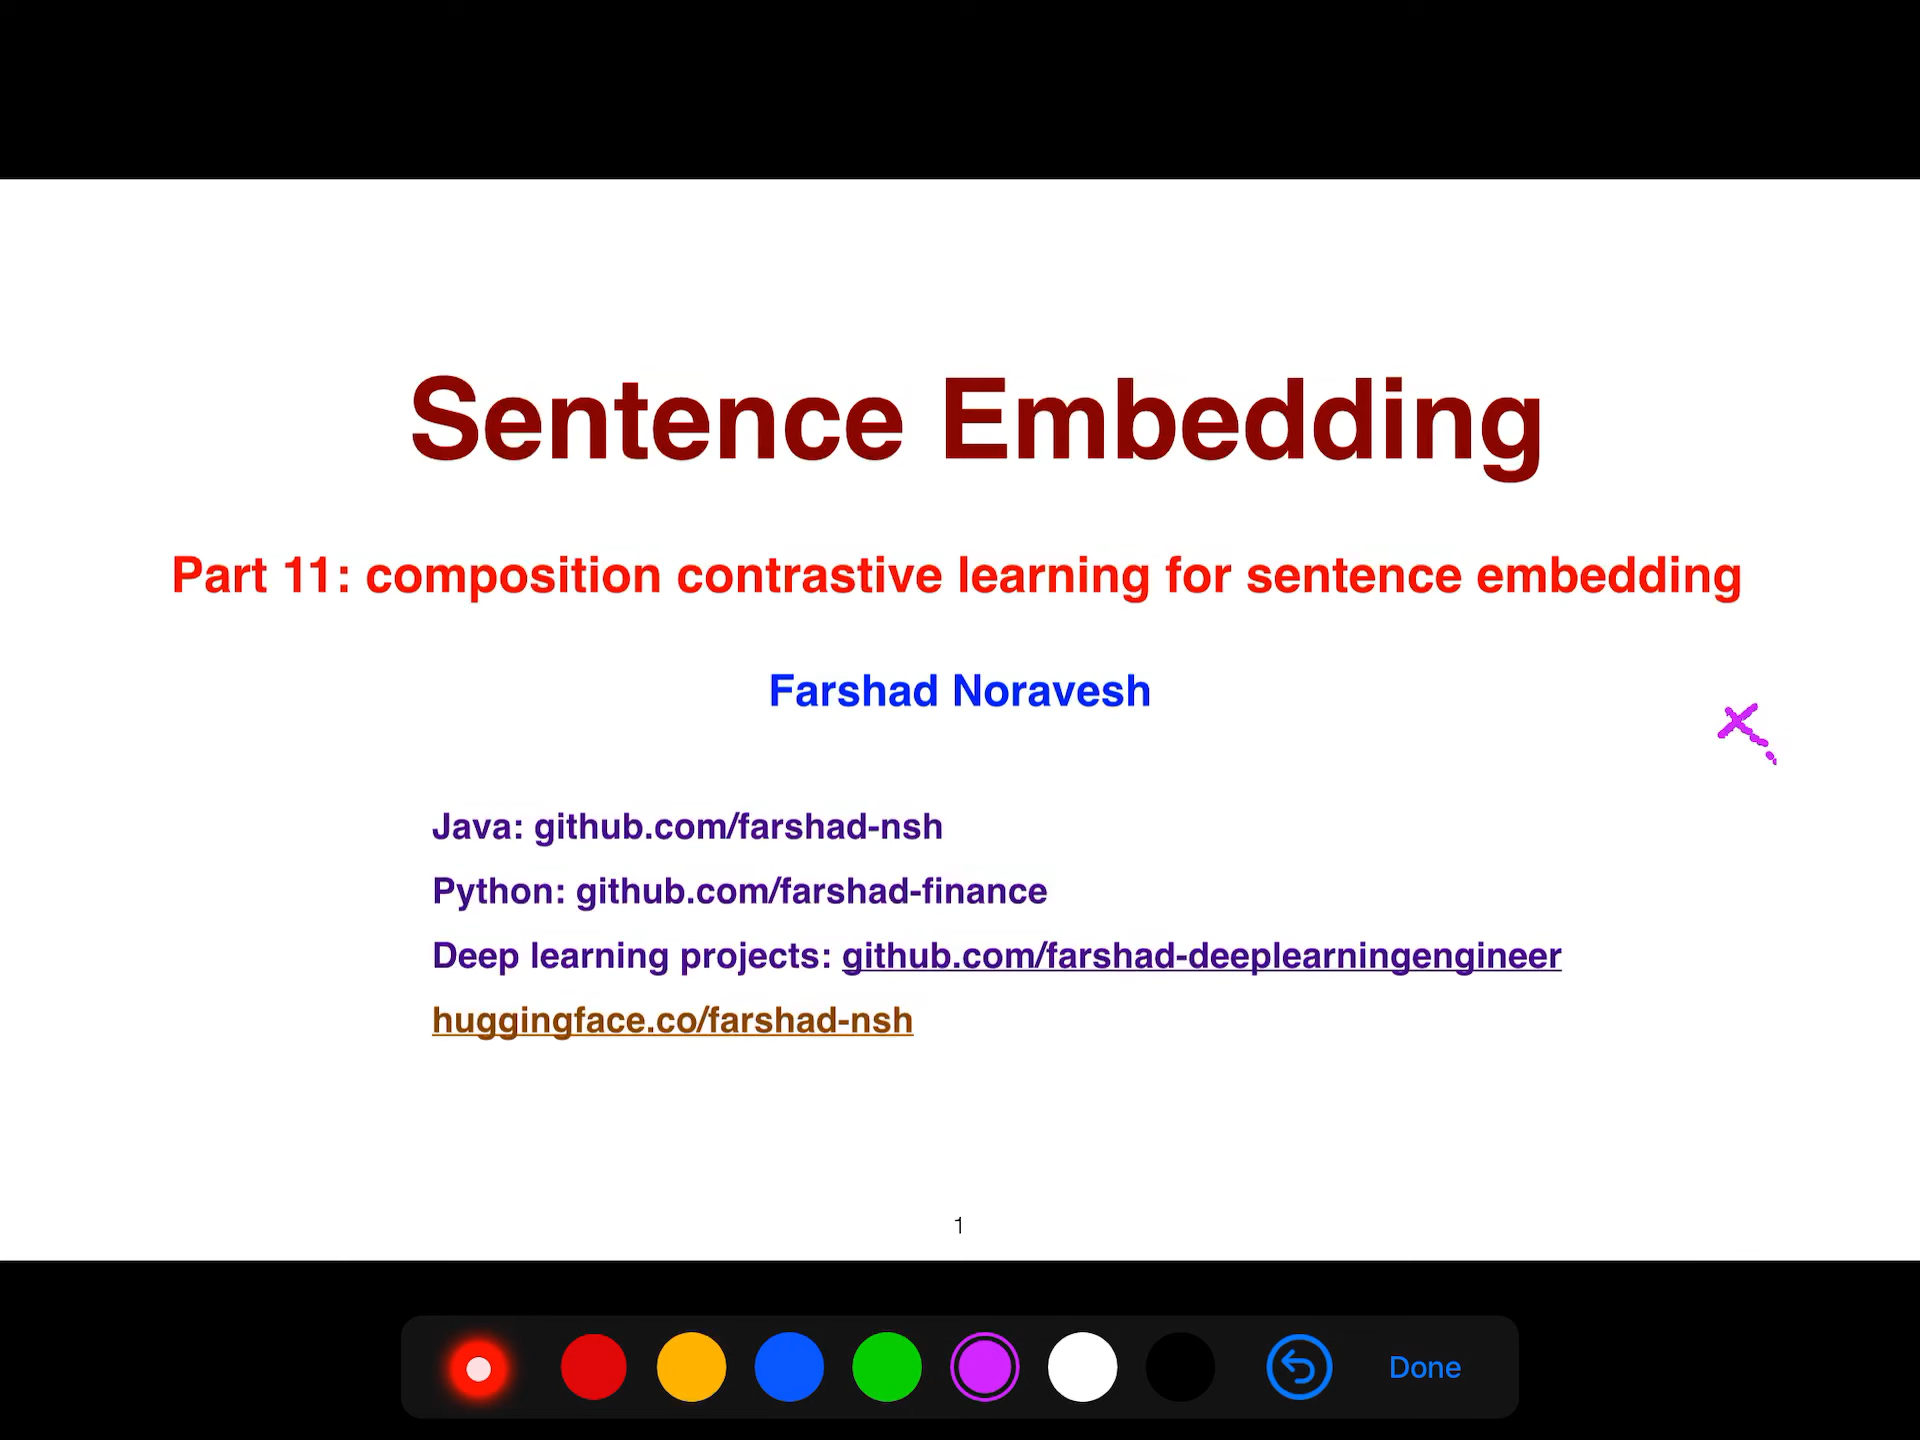 Sentence Embedding
Part 11: composition contrastive learning for sentence embedding
Farshad Noravesh
Java: github.com/farshad-nsh
Python: github.com/farshad-finance
Deep learning projects: github.com/farshad-deeplearningengineer
huggingface.co/farshad-nsh
1
Done